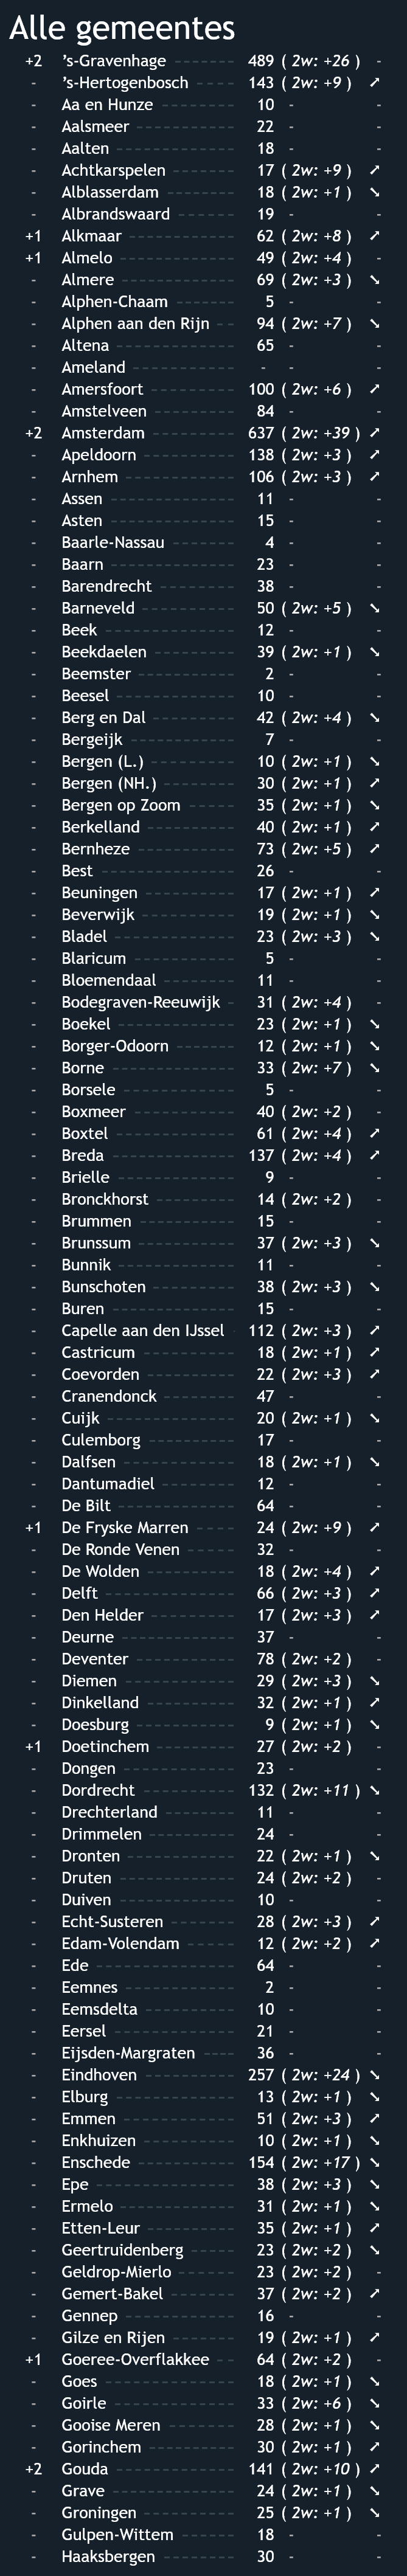 Alle gemeentes
+2 's-Gravenhage 489 ( 2w: +26 ) -
- 's-Hertogenbosch 143 ( 2w: +9 ) ➚
- Aa en Hunze 10 - -
- Aalsmeer 22 - -
- Aalten 18 - -
- Achtkarspelen 17 ( 2w: +9 ) ➚
- Alblasserdam 18 ( 2w: +1 ) ➘
- Albrandswaard 19 - -
+1 Alkmaar 62 ( 2w: +8 ) ➚
+1 Almelo 49 ( 2w: +4 ) -
- Almere 69 ( 2w: +3 ) ➘
- Alphen-Chaam 5 - -
- Alphen aan den Rijn 94 ( 2w: +7 ) ➘
- Altena 65 - -
- Ameland - - -
- Amersfoort 100 ( 2w: +6 ) ➚
- Amstelveen 84 - -
+2 Amsterdam 637 ( 2w: +39 ) ➚
- Apeldoorn 138 ( 2w: +3 ) ➚
- Arnhem 106 ( 2w: +3 ) ➚
- Assen 11 - -
- Asten 15 - -
- Baarle-Nassau 4 - -
- Baarn 23 - -
- Barendrecht 38 - -
- Barneveld 50 ( 2w: +5 ) ➘
- Beek 12 - -
- Beekdaelen 39 ( 2w: +1 ) ➘
- Beemster 2 - -
- Beesel 10 - -
- Berg en Dal 42 ( 2w: +4 ) ➘
- Bergeijk 7 - -
- Bergen (L.) 10 ( 2w: +1 ) ➘
- Bergen (NH.) 30 ( 2w: +1 ) ➚
- Bergen op Zoom 35 ( 2w: +1 ) ➘
- Berkelland 40 ( 2w: +1 ) ➚
- Bernheze 73 ( 2w: +5 ) ➚
- Best 26 - -
- Beuningen 17 ( 2w: +1 ) ➚
- Beverwijk 19 ( 2w: +1 ) ➘
- Bladel 23 ( 2w: +3 ) ➘
- Blaricum 5 - -
- Bloemendaal 11 - -
- Bodegraven-Reeuwijk 31 ( 2w: +4 ) -
- Boekel 23 ( 2w: +1 ) ➘
- Borger-Odoorn 12 ( 2w: +1 ) ➘
- Borne 33 ( 2w: +7 ) ➘
- Borsele 5 - -
- Boxmeer 40 ( 2w: +2 ) -
- Boxtel 61 ( 2w: +4 ) ➚
- Breda 137 ( 2w: +4 ) ➚
- Brielle 9 - -
- Bronckhorst 14 ( 2w: +2 ) -
- Brummen 15 - -
- Brunssum 37 ( 2w: +3 ) ➘
- Bunnik 11 - -
- Bunschoten 38 ( 2w: +3 ) ➘
- Buren 15 - -
- Capelle aan den IJssel 112 ( 2w: +3 ) ➚
- Castricum 18 ( 2w: +1 ) ➚
- Coevorden 22 ( 2w: +3 ) ➚
- Cranendonck 47 - -
- Cuijk 20 ( 2w: +1 ) ➘
- Culemborg 17 - -
- Dalfsen 18 ( 2w: +1 ) ➘
- Dantumadiel 12 - -
- De Bilt 64 - -
+1 De Fryske Marren 24 ( 2w: +9 ) ➚
- De Ronde Venen 32 - -
- De Wolden 18 ( 2w: +4 ) ➚
- Delft 66 ( 2w: +3 ) ➚
- Den Helder 17 ( 2w: +3 ) ➚
- Deurne 37 - -
- Deventer 78 ( 2w: +2 ) -
- Diemen 29 ( 2w: +3 ) ➘
- Dinkelland 32 ( 2w: +1 ) ➚
- Doesburg 9 ( 2w: +1 ) ➘
+1 Doetinchem 27 ( 2w: +2 ) -
- Dongen 23 - -
- Dordrecht 132 ( 2w: +11 ) ➘
- Drechterland 11 - -
- Drimmelen 24 - -
- Dronten 22 ( 2w: +1 ) ➘
- Druten 24 ( 2w: +2 ) -
- Duiven 10 - -
- Echt-Susteren 28 ( 2w: +3 ) ➚
- Edam-Volendam 12 ( 2w: +2 ) ➚
- Ede 64 - -
- Eemnes 2 - -
- Eemsdelta 10 - -
- Eersel 21 - -
- Eijsden-Margraten 36 - -
- Eindhoven 257 ( 2w: +24 ) ➘
- Elburg 13 ( 2w: +1 ) ➘
- Emmen 51 ( 2w: +3 ) ➚
- Enkhuizen 10 ( 2w: +1 ) ➘
- Enschede 154 ( 2w: +17 ) ➘
- Epe 38 ( 2w: +3 ) ➘
- Ermelo 31 ( 2w: +1 ) ➘
- Etten-Leur 35 ( 2w: +1 ) ➚
- Geertruidenberg 23 ( 2w: +2 ) ➘
- Geldrop-Mierlo 23 ( 2w: +2 ) -
- Gemert-Bakel 37 ( 2w: +2 ) ➚
- Gennep 16 - -
- Gilze en Rijen 19 ( 2w: +1 ) ➚
+1 Goeree-Overflakkee 64 ( 2w: +2 ) -
- Goes 18 ( 2w: +1 ) ➘
- Goirle 33 ( 2w: +6 ) ➘
- Gooise Meren 28 ( 2w: +1 ) ➘
- Gorinchem 30 ( 2w: +1 ) ➚
+2 Gouda 141 ( 2w: +10 ) ➚
- Grave 24 ( 2w: +1 ) ➘
- Groningen 25 ( 2w: +1 ) ➘
- Gulpen-Wittem 18 - -
- Haaksbergen 30 - -